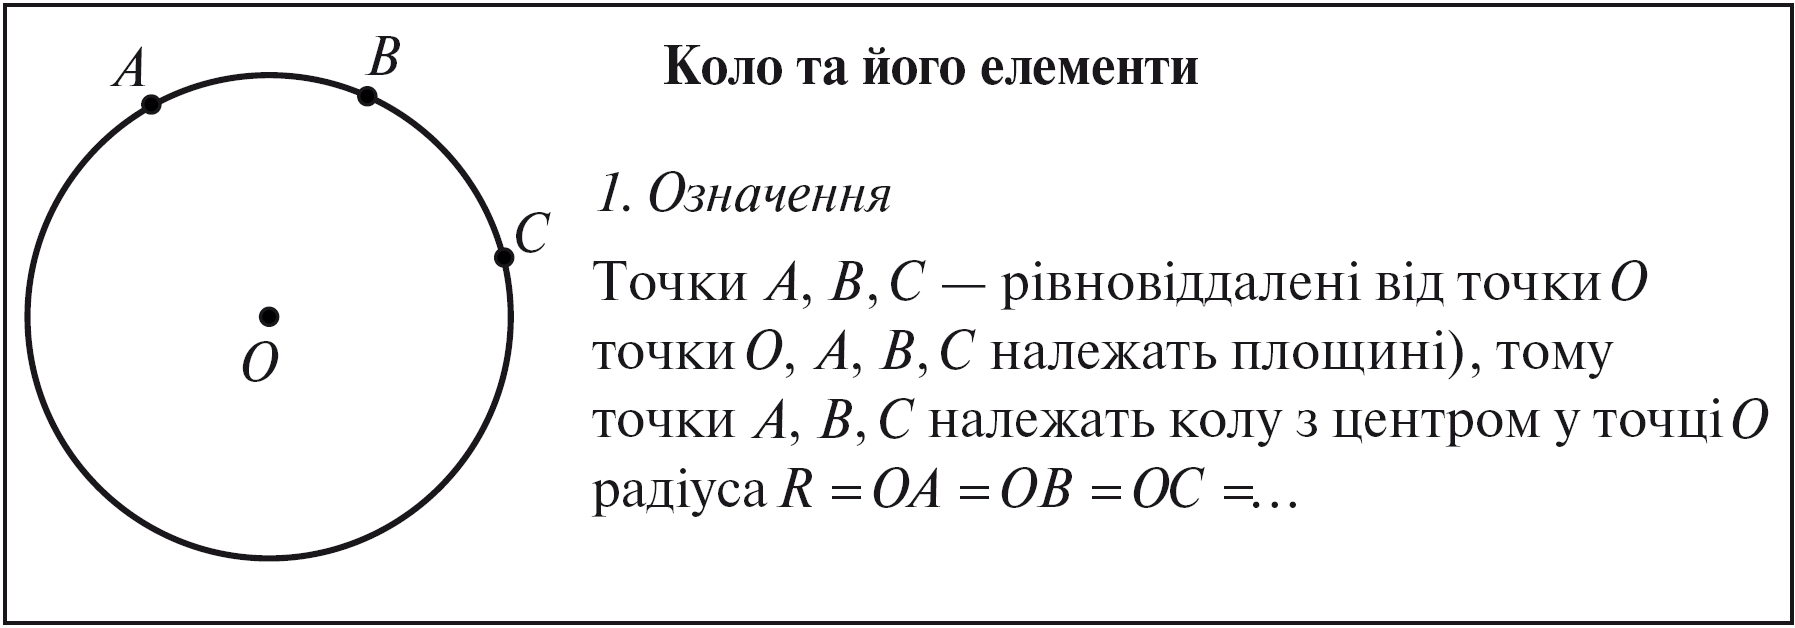 Коло та його елементи
A
B
C
O
1. Означення
Точки A, B, C — рівновіддалені від точки O
точки O, A, B, C належать площині), тому
точки A, B, C належать колу з центром у точці O
радіуса R = OA = OB = OC =…